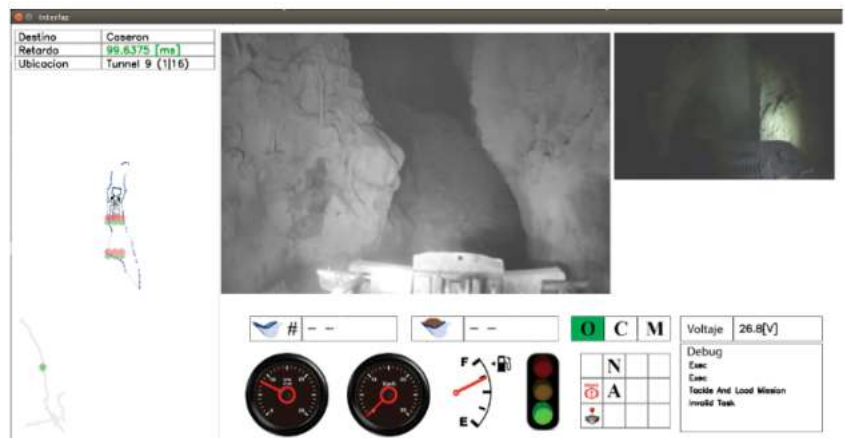 Interfaz
Destino Caseron
Retardo 99.6375 [ms]
Ubicacion Tunnel 9 (1|16)
# - -
- -
O C M
Voltaje 26.8[V]
Debug
Exec
Exec
Tackle And Load Mission
Invalid Task
N
A
F
E
Km/h